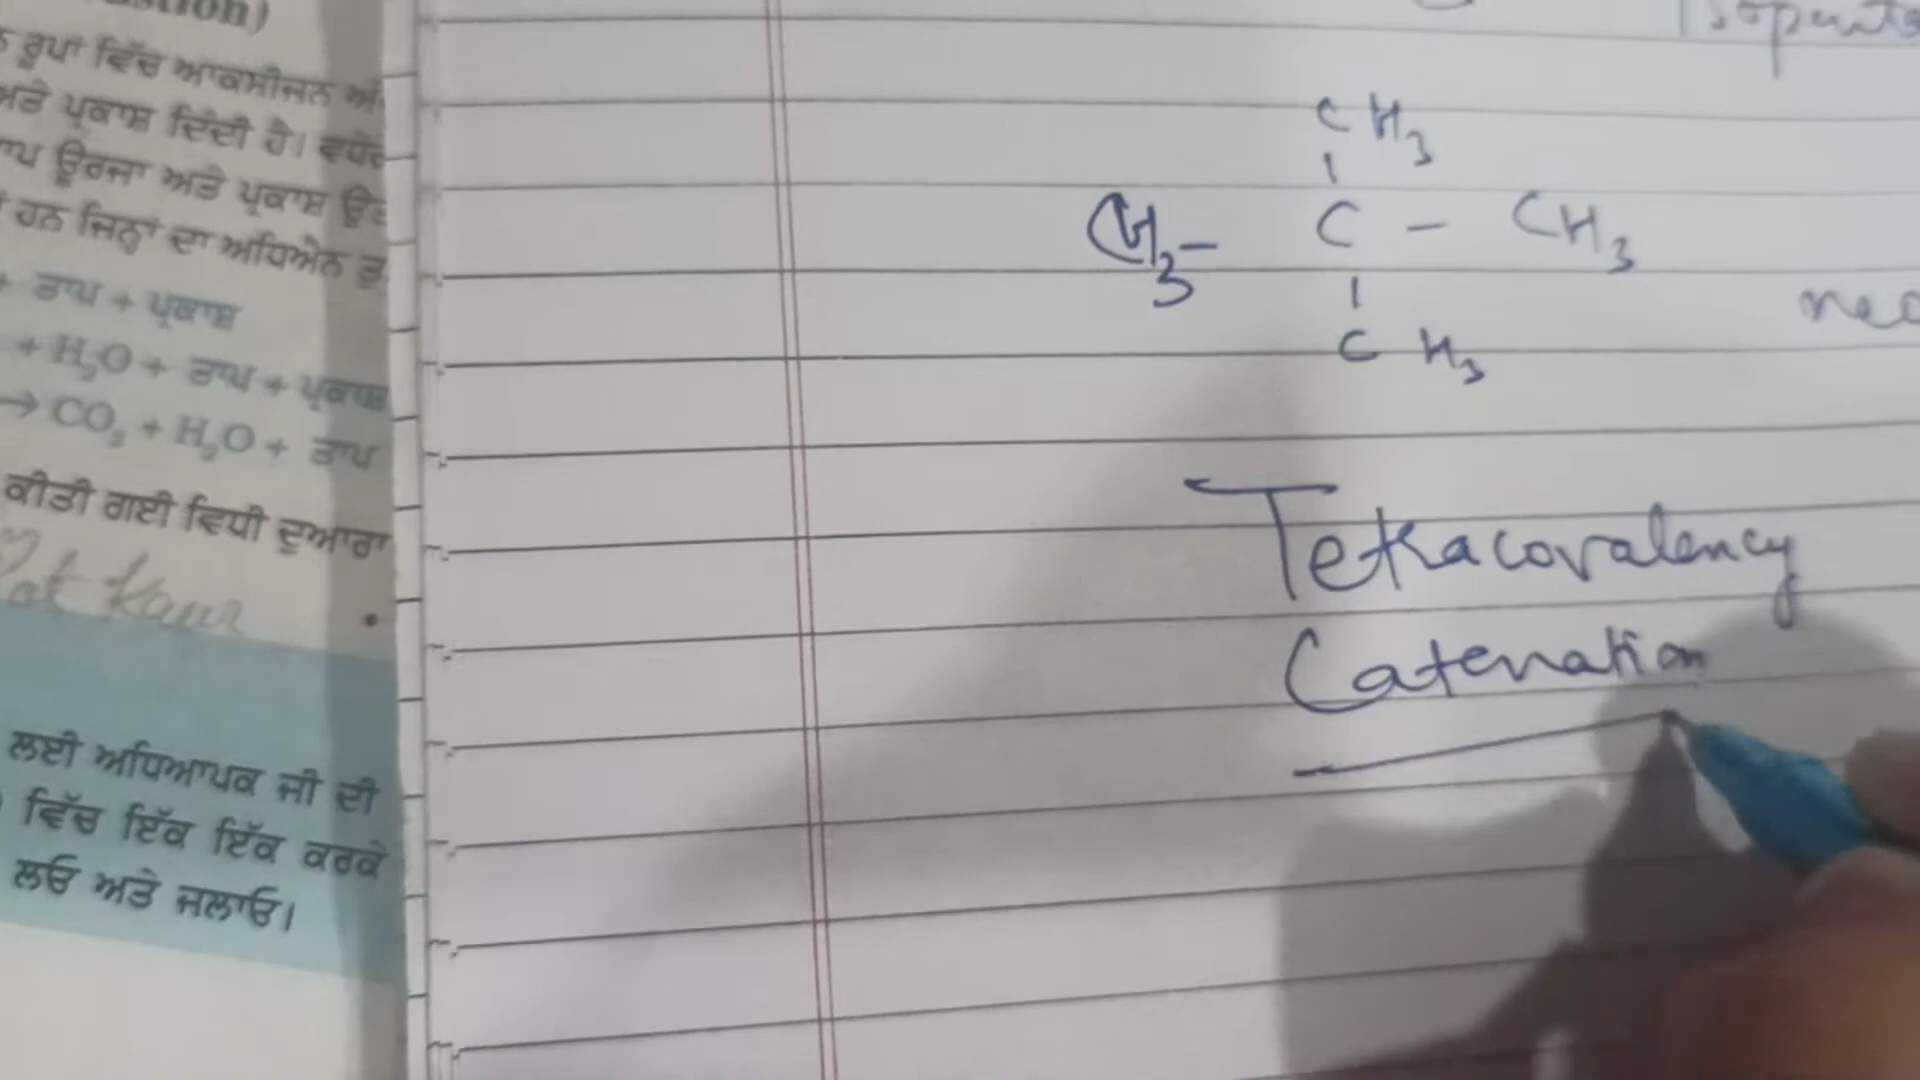 ਰੂਪਾਂ ਵਿੱਚ ਆਕਸੀਜਨ
ਅਤੇ ਪ੍ਰਕਾਸ਼ ਦਿੰਦੀ ਹੈ।
ਊਰਜਾ ਅਤੇ ਪ੍ਰਕਾਸ਼
ਹਨ ਜਿਨ੍ਹਾਂ ਦਾ ਅਧਿਐਨ
+ ਤਾਪ + ਪ੍ਰਕਾਸ਼
+ H₂O + ਤਾਪ + ਪ੍ਰਕਾਸ਼
→ CO₂ + H₂O + ਤਾਪ
ਕੀਤੀ ਗਈ ਵਿਧੀ ਦੁਆਰਾ
Kaur
ਲਈ ਅਧਿਆਪਕ ਜੀ ਦੀ
ਵਿੱਚ ਇੱਕ ਇੱਕ ਕਰਕੇ
ਲਓ ਅਤੇ ਜਲਾਓ।
CH₃
CH₃ - C - CH₃
CH₃
Tetracovalency
Catenation